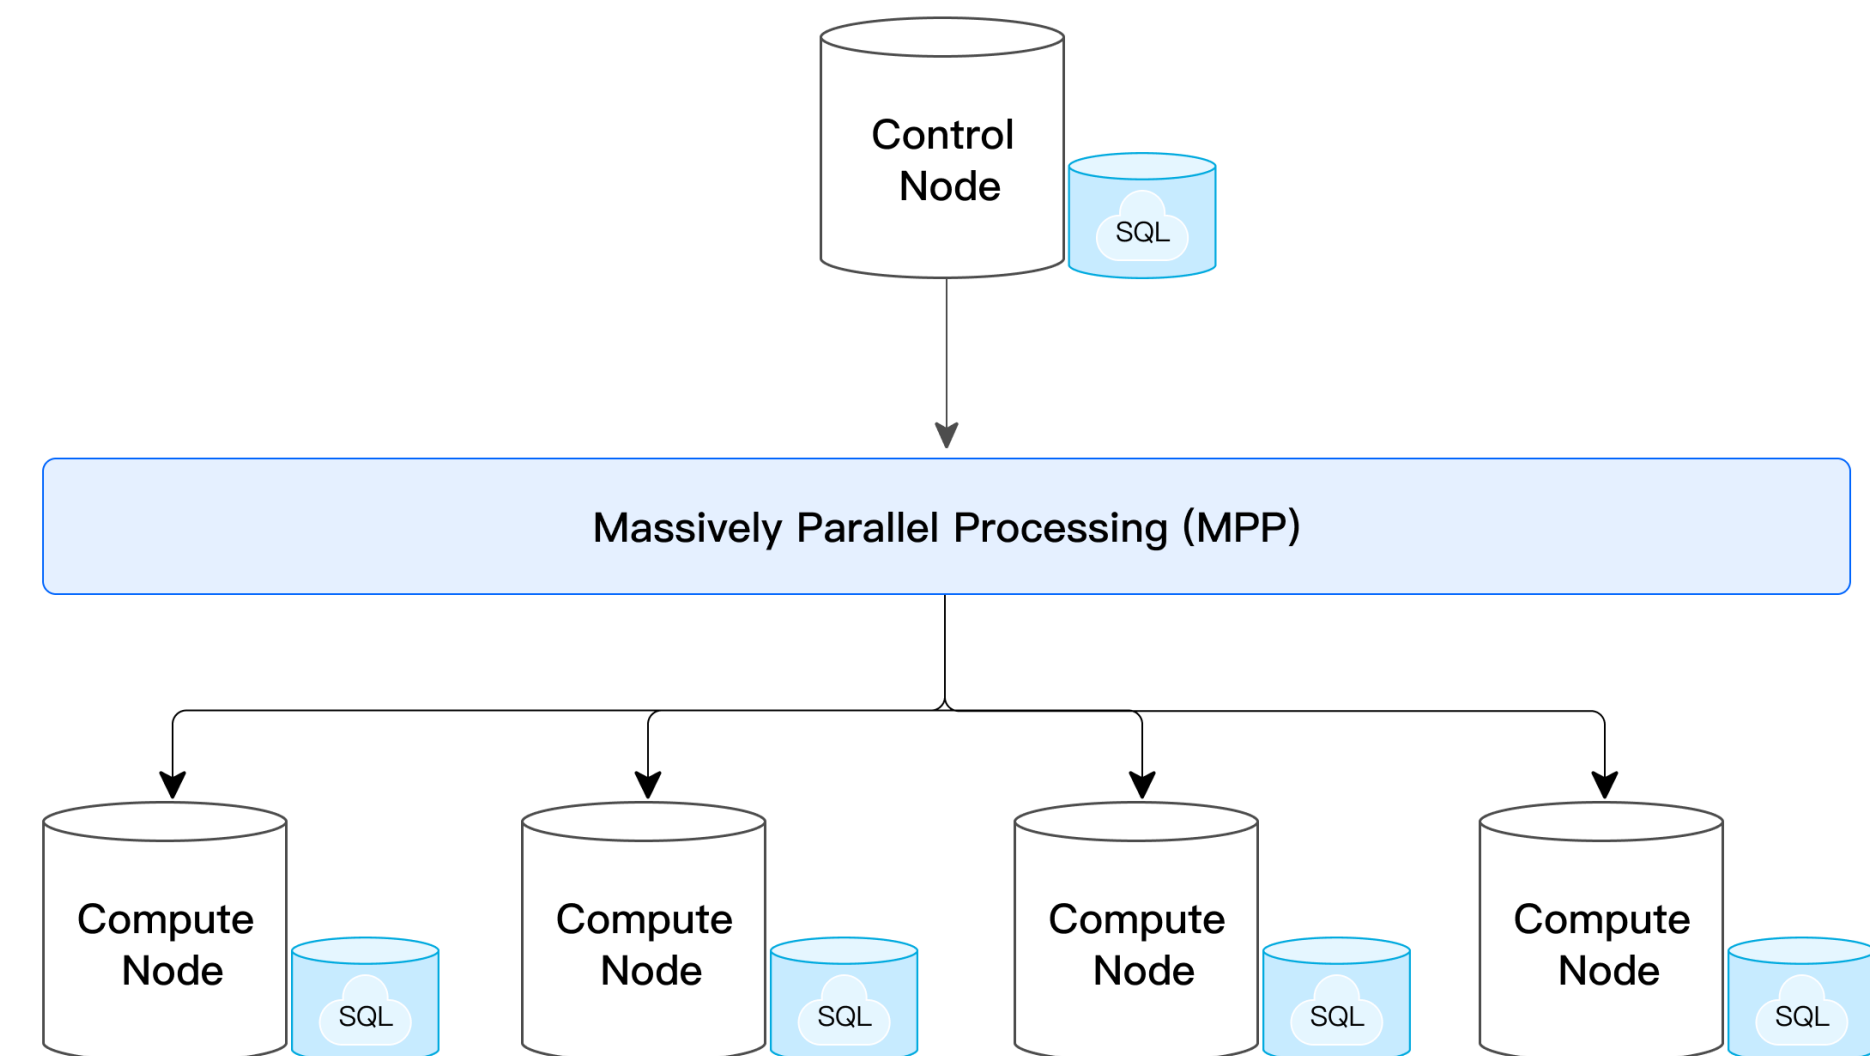 Control
Node
SQL
Massively Parallel Processing (MPP)
Compute
Node
SQL
Compute
Node
SQL
Compute
Node
SQL
Compute
Node
SQL